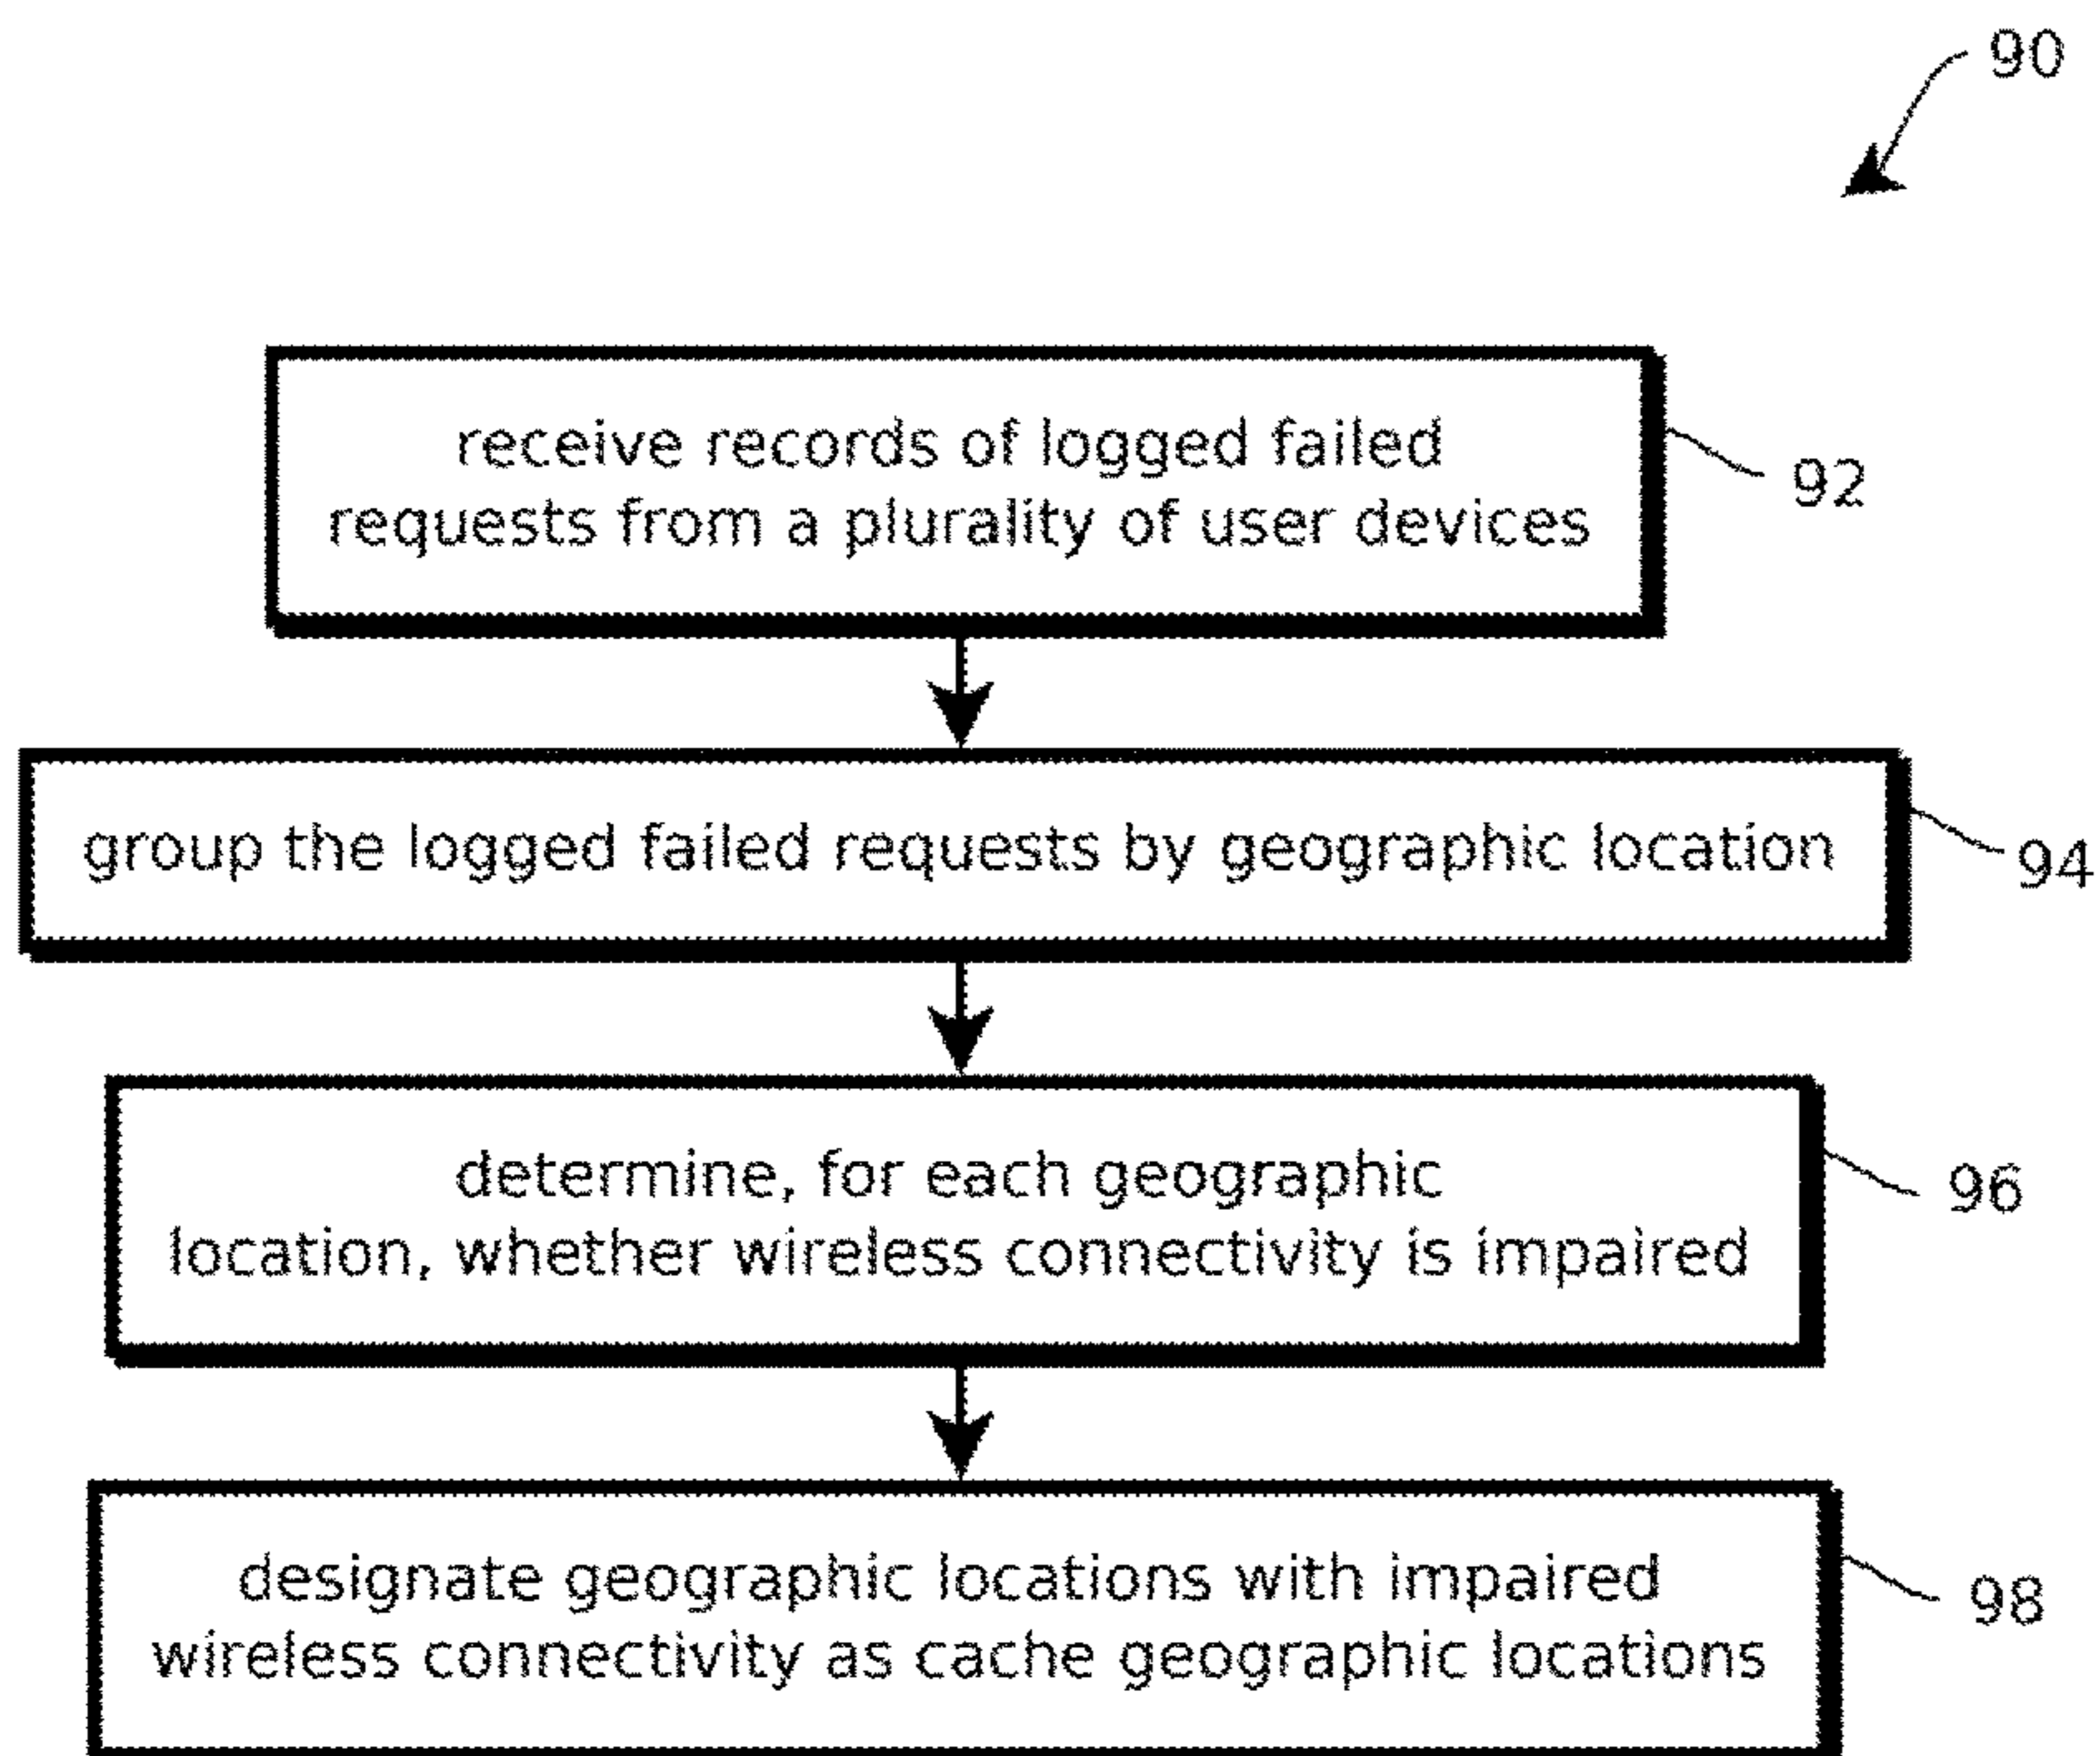 90
receive records of logged failed
requests from a plurality of user devices
92
group the logged failed requests by geographic location
94
determine, for each geographic
location, whether wireless connectivity is impaired
96
designate geographic locations with impaired
wireless connectivity as cache geographic locations
98